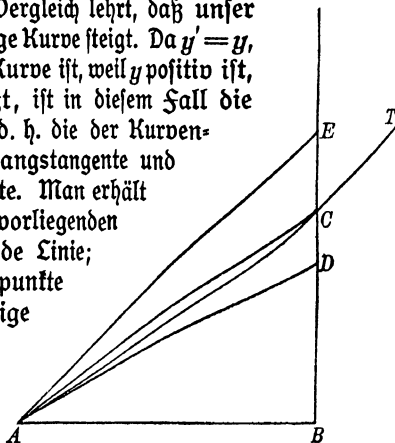 Vergleich lehrt, daß unser
ge Kurve steigt. Da y' = y,
Kurve ist, weil y positiv ist,
t, ist in diesem Fall die
d. h. die der Kurven=
angstangente und
te. Man erhält
vorliegenden
de Linie;
punkte
ige
E
T
C
D
A
B